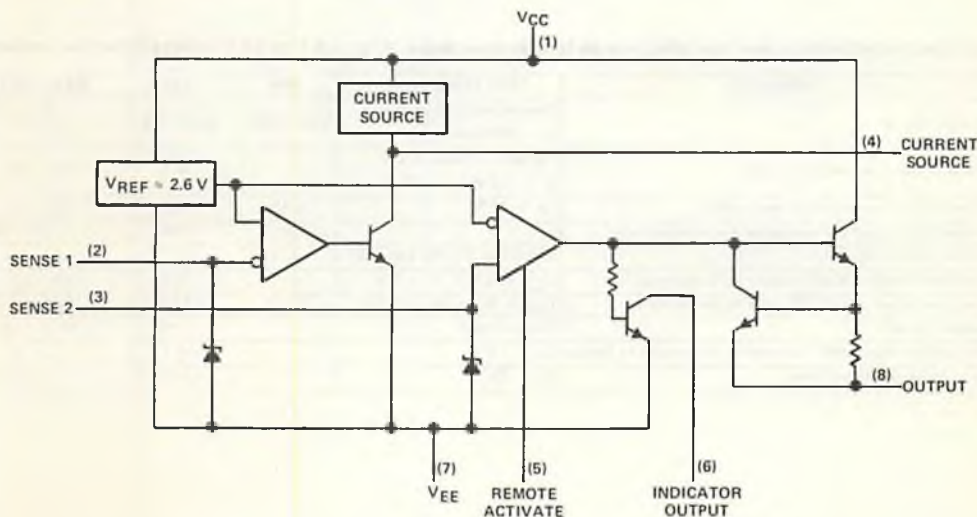 VCC
(1)
CURRENT
SOURCE
(4)
CURRENT
SOURCE
VREF ≈ 2.6 V
SENSE 1
(2)
SENSE 2
(3)
(8)
OUTPUT
(7)
(5)
(6)
VEE
REMOTE
ACTIVATE
INDICATOR
OUTPUT